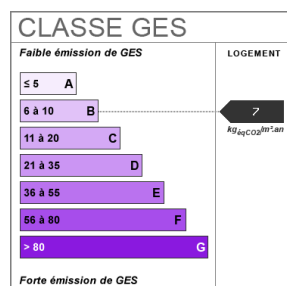 CLASSE GES
Faible émission de GES
LOGEMENT
≤ 5 A
6 à 10 B
7
11 à 20 C
kgéqCO2/m².an
21 à 35 D
36 à 55 E
56 à 80 F
> 80 G
Forte émission de GES